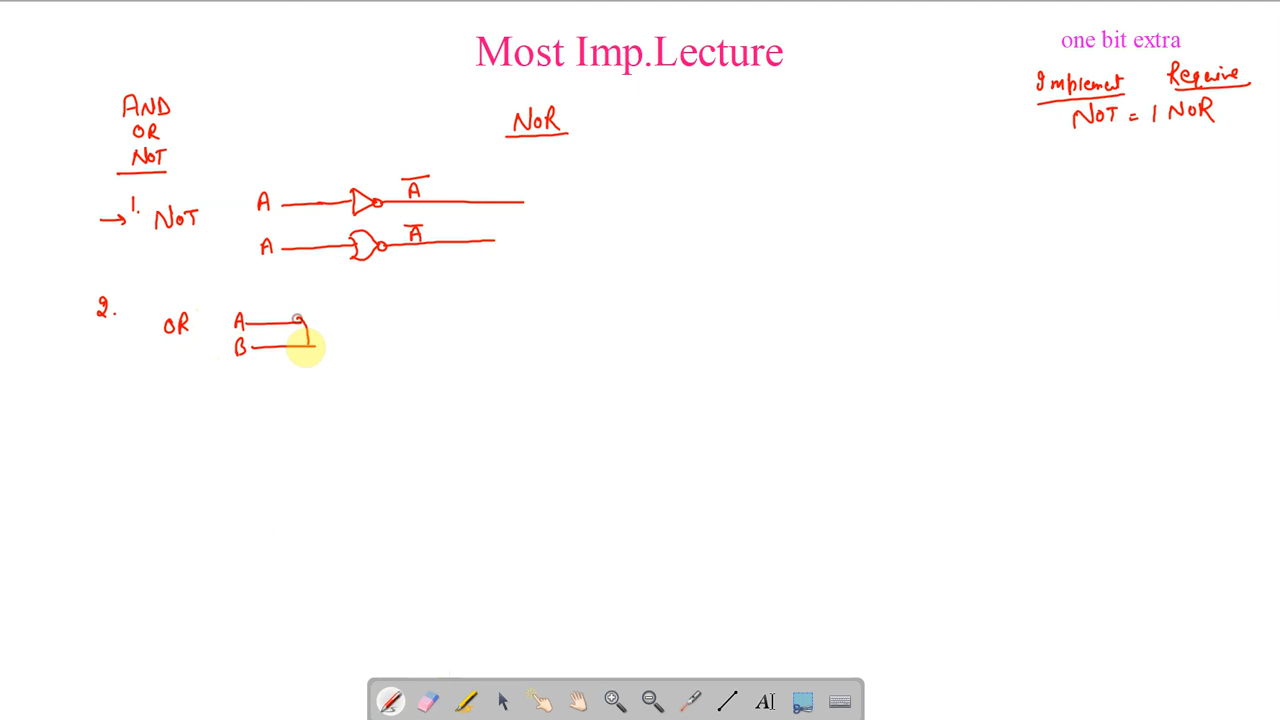 Most Imp.Lecture
one bit extra
Implement Require
NOT = 1 NOR
AND
OR
NOT
NOR
→ 1. NOT A A̅
A A̅
2. OR A
B
AI